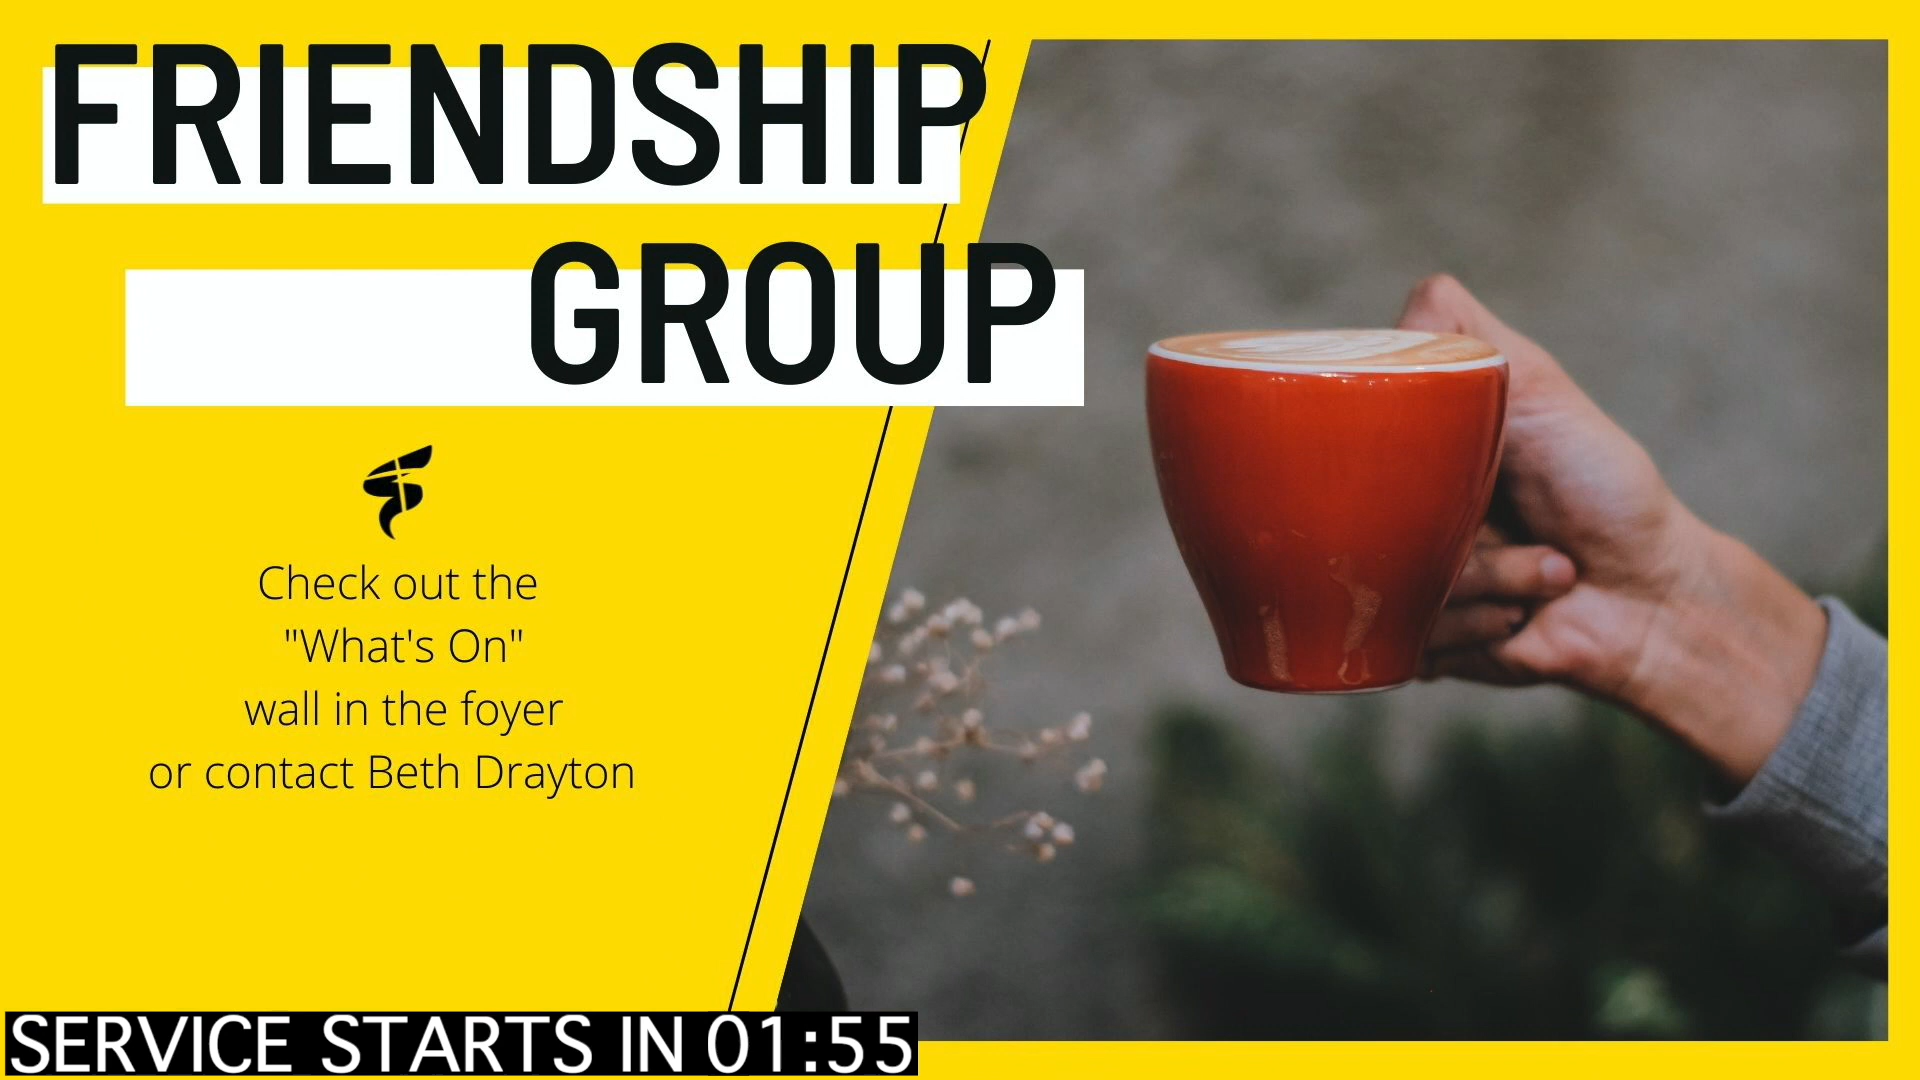 FRIENDSHIP
GROUP
Check out the
"What's On"
wall in the foyer
or contact Beth Drayton
SERVICE STARTS IN 01:55